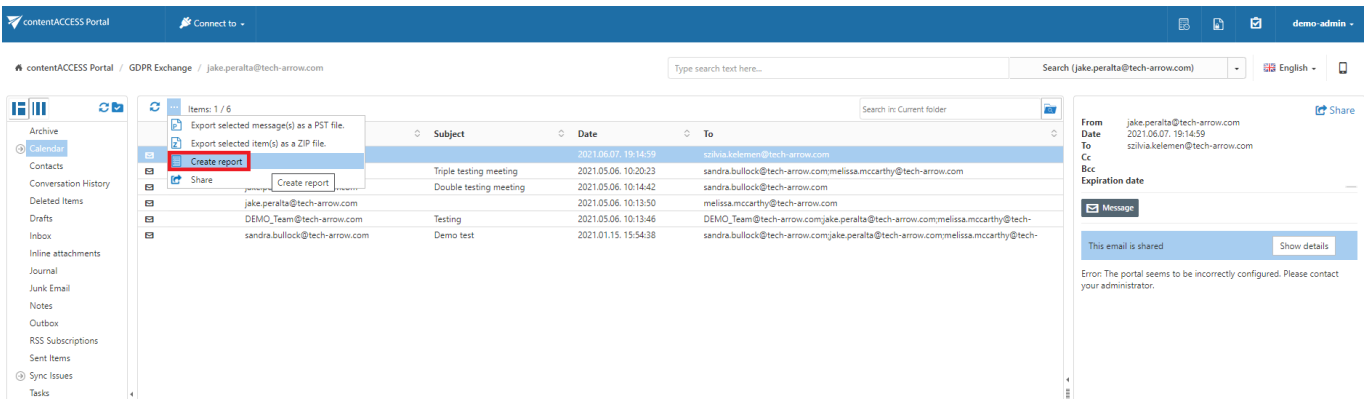 contentACCESS Portal Connect to demo-admin
contentACCESS Portal / GDPR Exchange / jake.peralta@tech-arrow.com Type search text here... Search (jake.peralta@tech-arrow.com) English
Items: 1 / 6 Search in: Current folder
Archive
Calendar
Contacts
Conversation History
Deleted Items
Drafts
Inbox
Inline attachments
Journal
Junk Email
Notes
Outbox
RSS Subscriptions
Sent Items
Sync Issues
Tasks
Export selected message(s) as a PST file.
Export selected item(s) as a ZIP file.
Create report
Share
Create report
Subject Date To
2021.06.07. 19:14:59 szilvia.kelemen@tech-arrow.com
Triple testing meeting 2021.05.06. 10:20:23 sandra.bullock@tech-arrow.com;melissa.mccarthy@tech-arrow.com
Double testing meeting 2021.05.06. 10:14:42 sandra.bullock@tech-arrow.com
jake.peralta@tech-arrow.com 2021.05.06. 10:13:50 melissa.mccarthy@tech-arrow.com
DEMO_Team@tech-arrow.com Testing 2021.05.06. 10:13:46 DEMO_Team@tech-arrow.com;jake.peralta@tech-arrow.com;melissa.mccarthy@tech-
sandra.bullock@tech-arrow.com Demo test 2021.01.15. 15:54:38 sandra.bullock@tech-arrow.com;jake.peralta@tech-arrow.com;melissa.mccarthy@tech-
Share
From jake.peralta@tech-arrow.com
Date 2021.06.07. 19:14:59
To szilvia.kelemen@tech-arrow.com
Cc
Bcc
Expiration date
Message
This email is shared Show details
Error: The portal seems to be incorrectly configured. Please contact
your administrator.